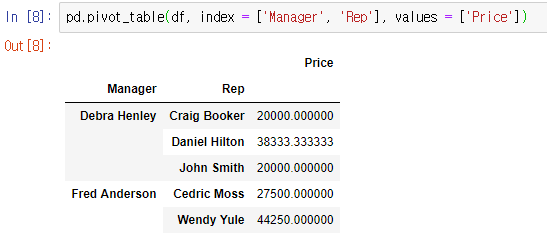 In [8]: pd.pivot_table(df, index = ['Manager', 'Rep'], values = ['Price'])
Out[8]:
Price
Manager Rep
Debra Henley Craig Booker 20000.000000
Daniel Hilton 38333.333333
John Smith 20000.000000
Fred Anderson Cedric Moss 27500.000000
Wendy Yule 44250.000000